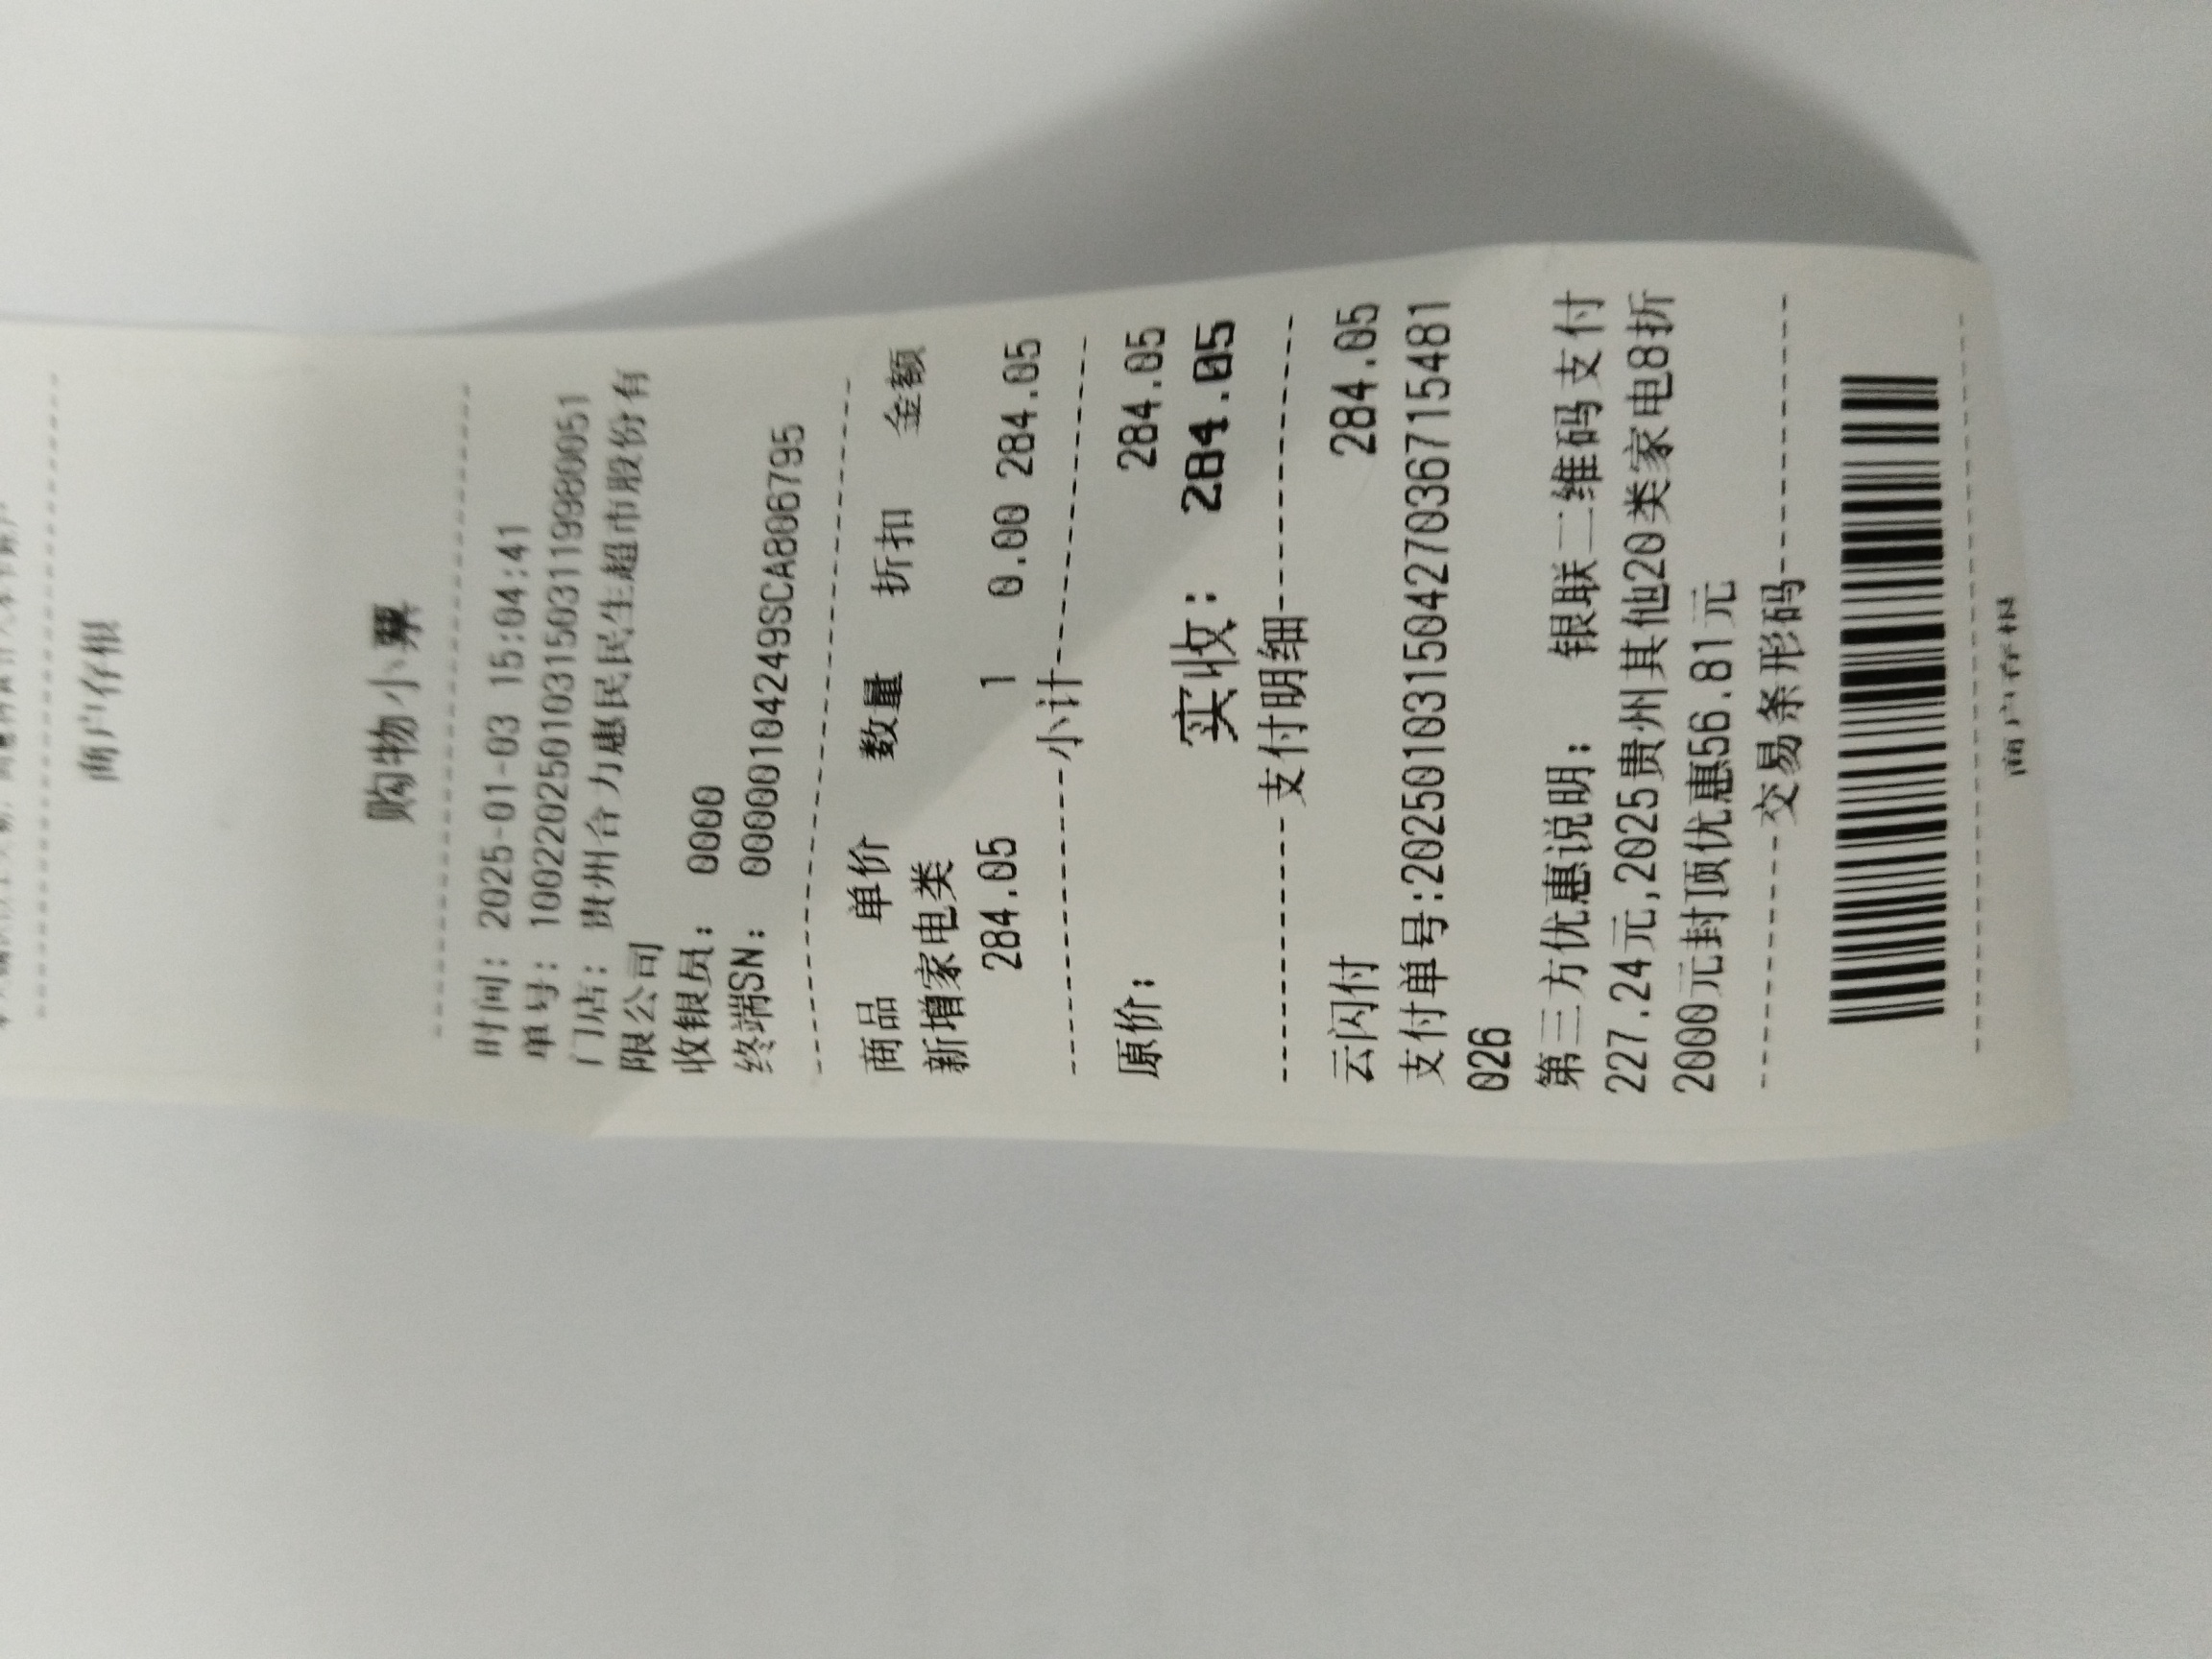 商户存根
购物小票
时间: 2025-01-03 15:04:41
单号: 10022025010315031199800051
门店: 贵州合力惠民民生超市股份有
限公司
收银员: 0000
终端SN: 00000104249SCA806795
商品 单价 数量 折扣 金额
新增家电类
284.05 1 0.00 284.05
小计
原价: 284.05
实收: 284.05
支付明细
云闪付 284.05
支付单号:20250103150427036715481
026
第三方优惠说明: 银联二维码支付
227.24元,2025贵州其他20类家电8折
2000元封顶优惠56.81元
交易条形码
商户存根